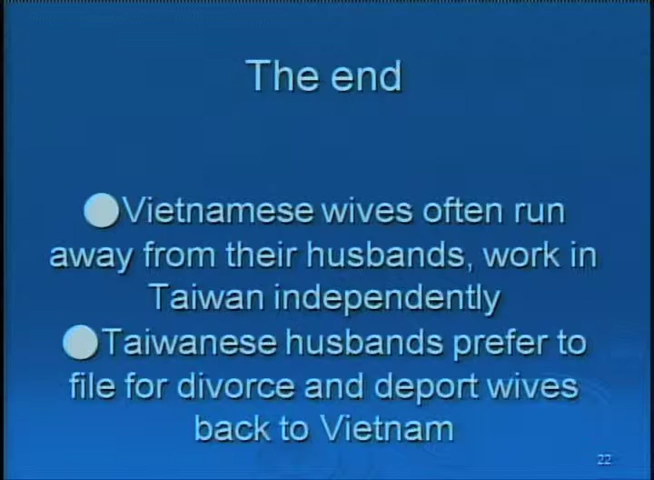 The end
●Vietnamese wives often run
away from their husbands, work in
Taiwan independently
●Taiwanese husbands prefer to
file for divorce and deport wives
back to Vietnam
22